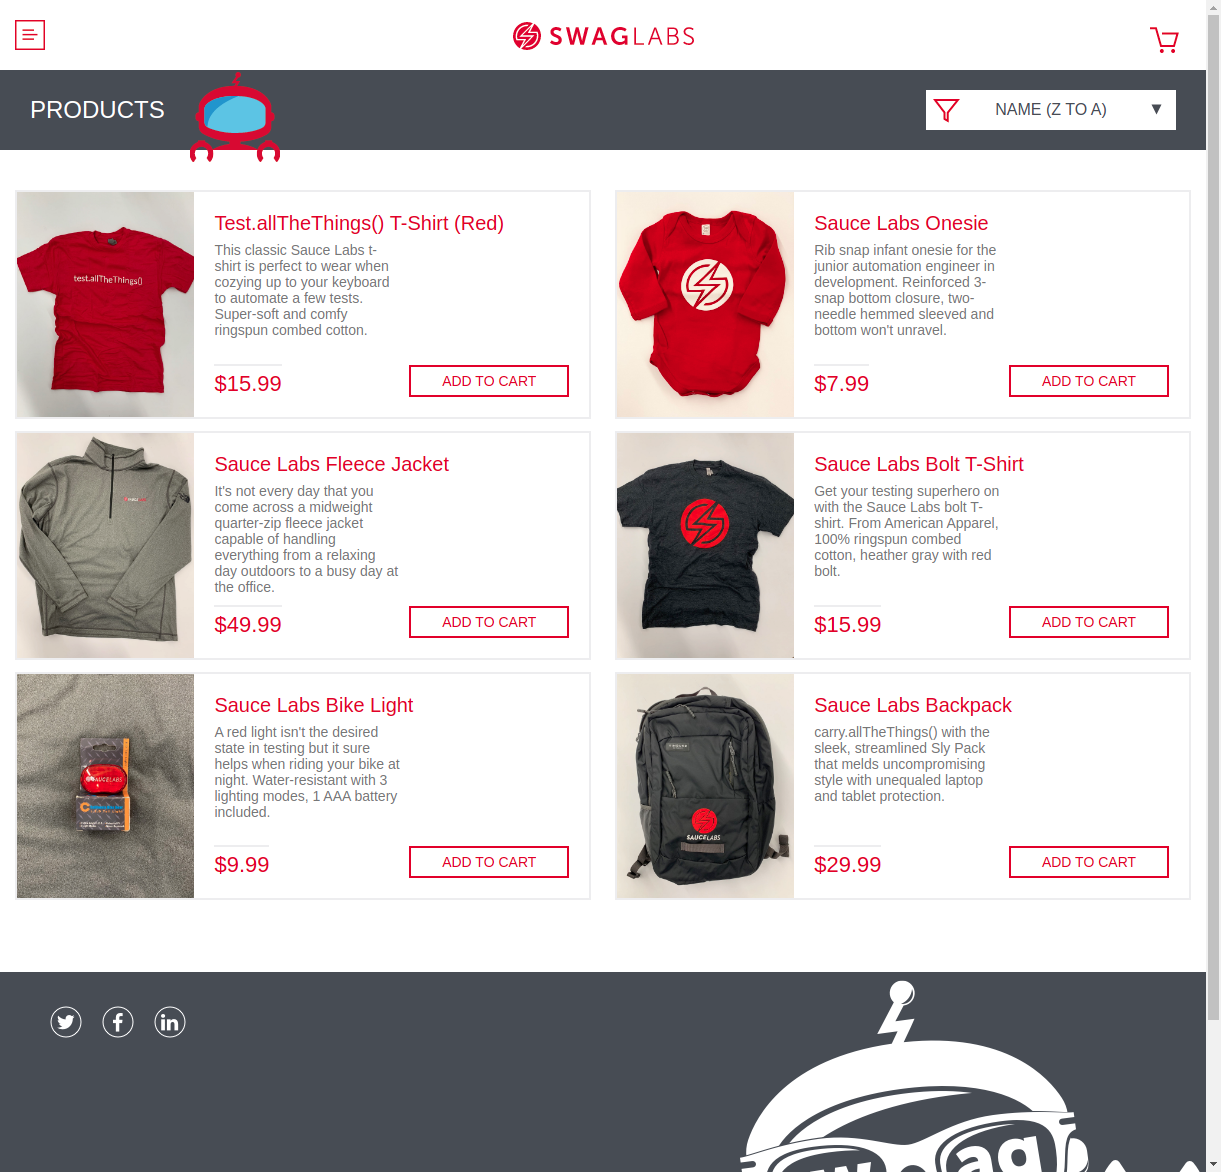 SWAGLABS
PRODUCTS
NAME (Z TO A)
test.allTheThings()
Test.allTheThings() T-Shirt (Red)
This classic Sauce Labs t-
shirt is perfect to wear when
cozying up to your keyboard
to automate a few tests.
Super-soft and comfy
ringspun combed cotton.
$15.99
ADD TO CART
Sauce Labs Onesie
Rib snap infant onesie for the
junior automation engineer in
development. Reinforced 3-
snap bottom closure, two-
needle hemmed sleeved and
bottom won't unravel.
$7.99
ADD TO CART
Sauce Labs Fleece Jacket
It's not every day that you
come across a midweight
quarter-zip fleece jacket
capable of handling
everything from a relaxing
day outdoors to a busy day at
the office.
$49.99
ADD TO CART
Sauce Labs Bolt T-Shirt
Get your testing superhero on
with the Sauce Labs bolt T-
shirt. From American Apparel,
100% ringspun combed
cotton, heather gray with red
bolt.
$15.99
ADD TO CART
SAUCELABS
Sauce Labs Bike Light
A red light isn't the desired
state in testing but it sure
helps when riding your bike at
night. Water-resistant with 3
lighting modes, 1 AAA battery
included.
$9.99
ADD TO CART
SAUCELABS
Sauce Labs Backpack
carry.allTheThings() with the
sleek, streamlined Sly Pack
that melds uncompromising
style with unequaled laptop
and tablet protection.
$29.99
ADD TO CART